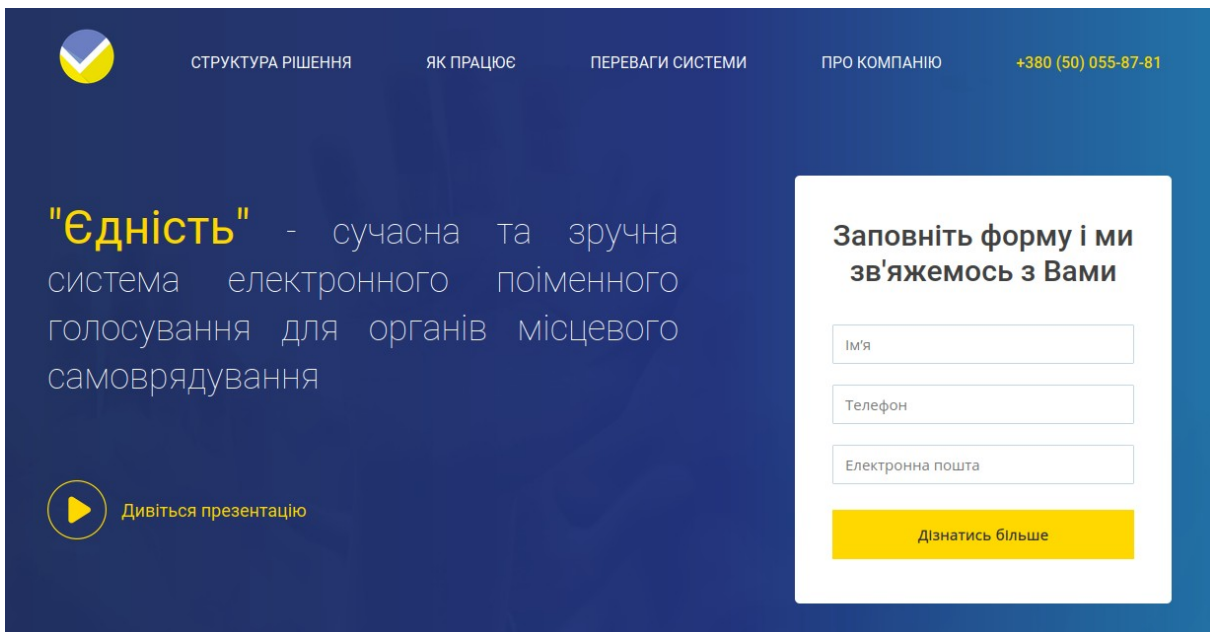 СТРУКТУРА РІШЕННЯ ЯК ПРАЦЮЄ ПЕРЕВАГИ СИСТЕМИ ПРО КОМПАНІЮ +380 (50) 055-87-81
"Єдність" - сучасна та зручна
система електронного поіменного
голосування для органів місцевого
самоврядування
Дивіться презентацію
Заповніть форму і ми
зв'яжемось з Вами
Ім'я
Телефон
Електронна пошта
Дізнатись більше